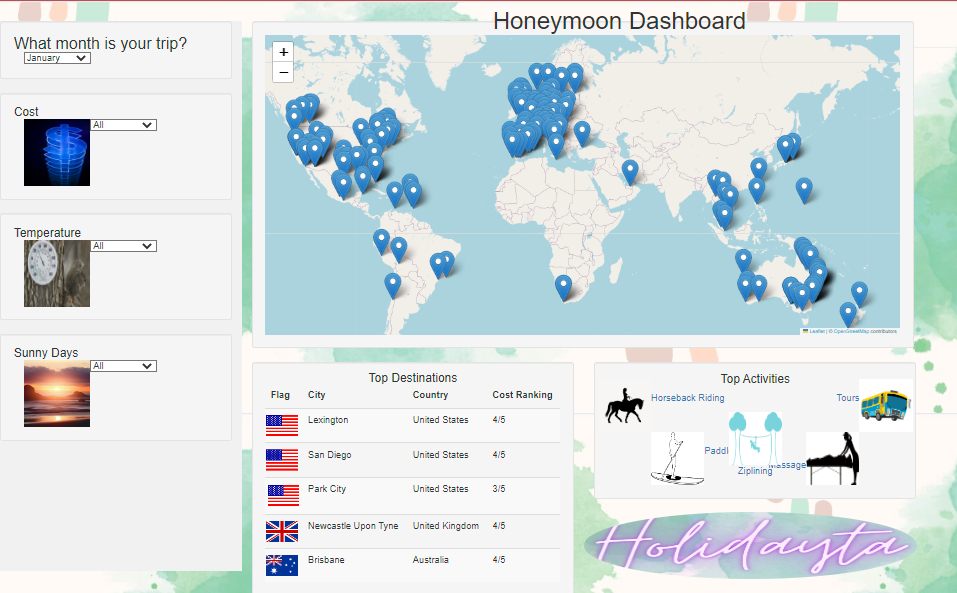 Honeymoon Dashboard
What month is your trip?
January
Cost
All
Temperature
All
Sunny Days
All
+
−
Leaflet | © OpenStreetMap contributors
Top Destinations
Flag City Country Cost Ranking
Lexington United States 4/5
San Diego United States 4/5
Park City United States 3/5
Newcastle Upon Tyne United Kingdom 4/5
Brisbane Australia 4/5
Top Activities
Horseback Riding
Tours
Paddl
Ziplining
Massage
Holidaysta